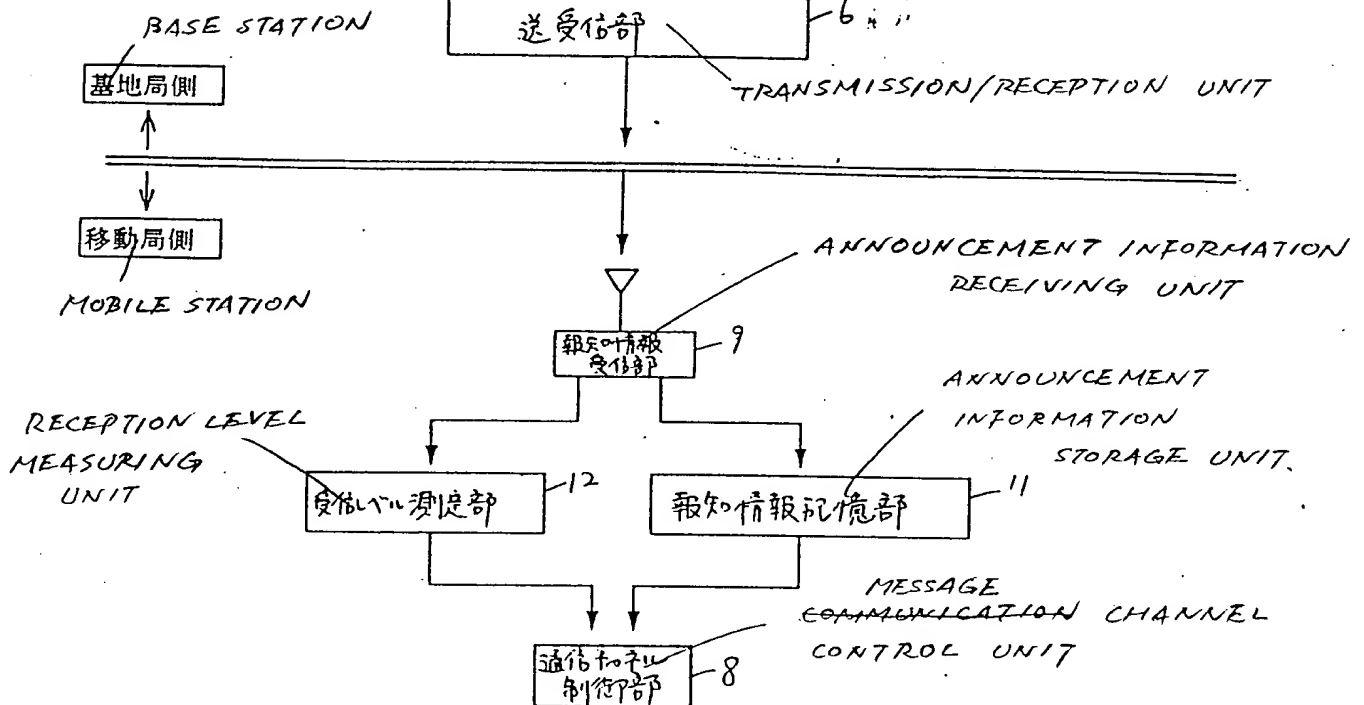 BASE STATION
送受信部
6
基地局側
TRANSMISSION/RECEPTION UNIT
移動局側
MOBILE STATION
ANNOUNCEMENT INFORMATION
RECEIVING UNIT
報知情報
受信部
9
RECEPTION LEVEL
MEASURING
UNIT
ANNOUNCEMENT
INFORMATION
STORAGE UNIT.
受信レベル測定部
12
報知情報記憶部
11
MESSAGE
COMMUNICATION CHANNEL
CONTROL UNIT
通信チャネル
制御部
8